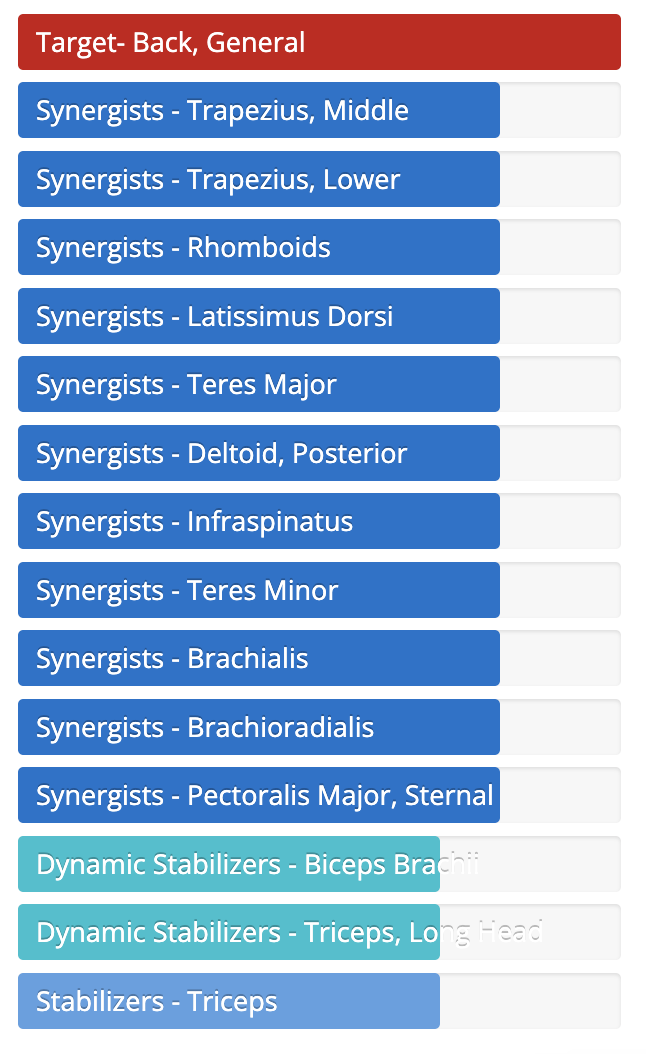 Target- Back, General
Synergists - Trapezius, Middle
Synergists - Trapezius, Lower
Synergists - Rhomboids
Synergists - Latissimus Dorsi
Synergists - Teres Major
Synergists - Deltoid, Posterior
Synergists - Infraspinatus
Synergists - Teres Minor
Synergists - Brachialis
Synergists - Brachioradialis
Synergists - Pectoralis Major, Sternal
Dynamic Stabilizers - Biceps Brachii
Dynamic Stabilizers - Triceps, Long Head
Stabilizers - Triceps